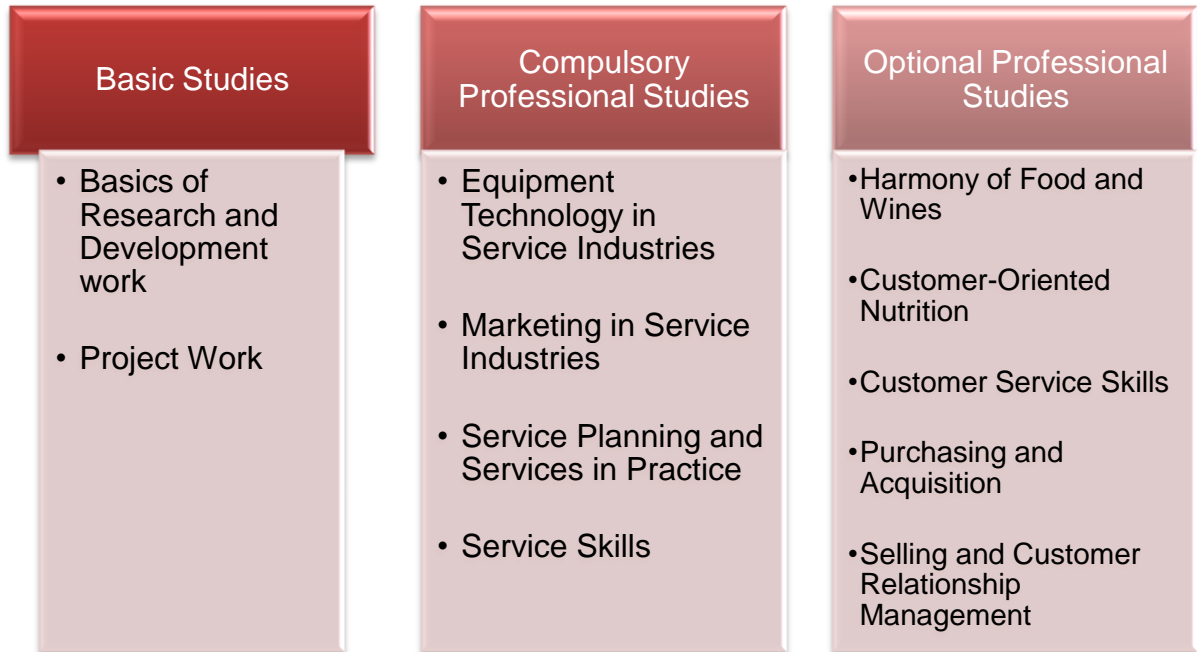 Basic Studies
• Basics of
Research and
Development
work
• Project Work
Compulsory
Professional Studies
• Equipment
Technology in
Service Industries
• Marketing in Service
Industries
• Service Planning and
Services in Practice
• Service Skills
Optional Professional
Studies
•Harmony of Food and
Wines
•Customer-Oriented
Nutrition
•Customer Service Skills
•Purchasing and
Acquisition
•Selling and Customer
Relationship
Management